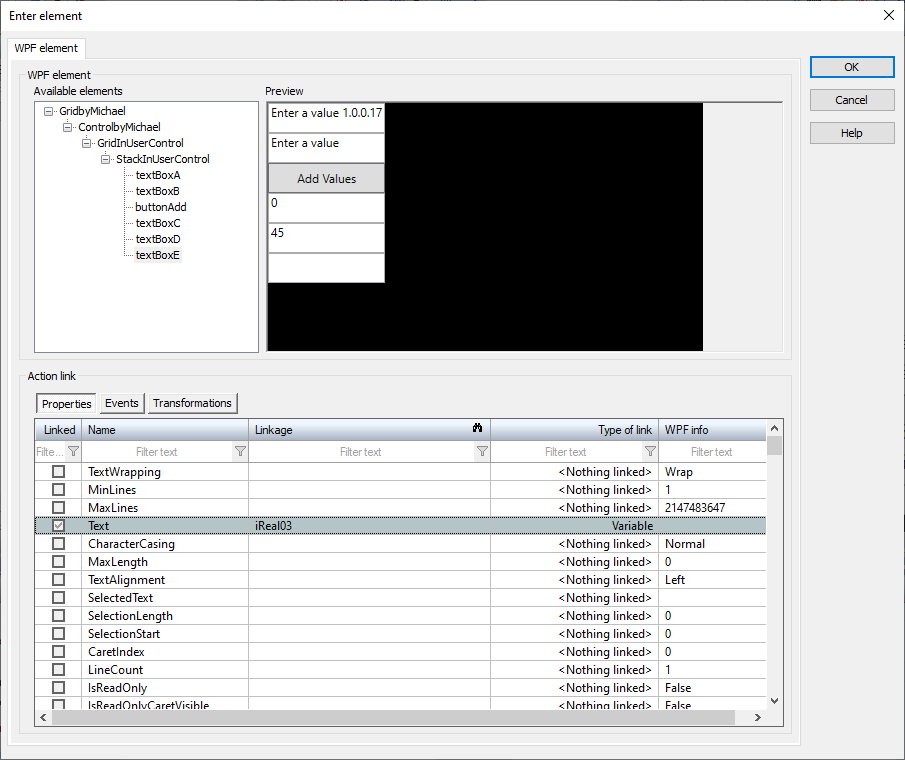 Enter element
WPF element
WPF element
Available elements
Preview
GridbyMichael
ControlbyMichael
GridInUserControl
StackInUserControl
textBoxA
textBoxB
buttonAdd
textBoxC
textBoxD
textBoxE
Enter a value 1.0.0.17
Enter a value
Add Values
0
45
OK
Cancel
Help
Action link
Properties Events Transformations
Linked Name Linkage Type of link WPF info
Filte... Filter text Filter text Filter text Filter text
TextWrapping <Nothing linked> Wrap
MinLines <Nothing linked> 1
MaxLines <Nothing linked> 2147483647
Text iReal03 Variable
CharacterCasing <Nothing linked> Normal
MaxLength <Nothing linked> 0
TextAlignment <Nothing linked> Left
SelectedText <Nothing linked>
SelectionLength <Nothing linked> 0
SelectionStart <Nothing linked> 0
CaretIndex <Nothing linked> 0
LineCount <Nothing linked> 1
IsReadOnly <Nothing linked> False
IsReadOnlyCaretVisible <Nothing linked> False